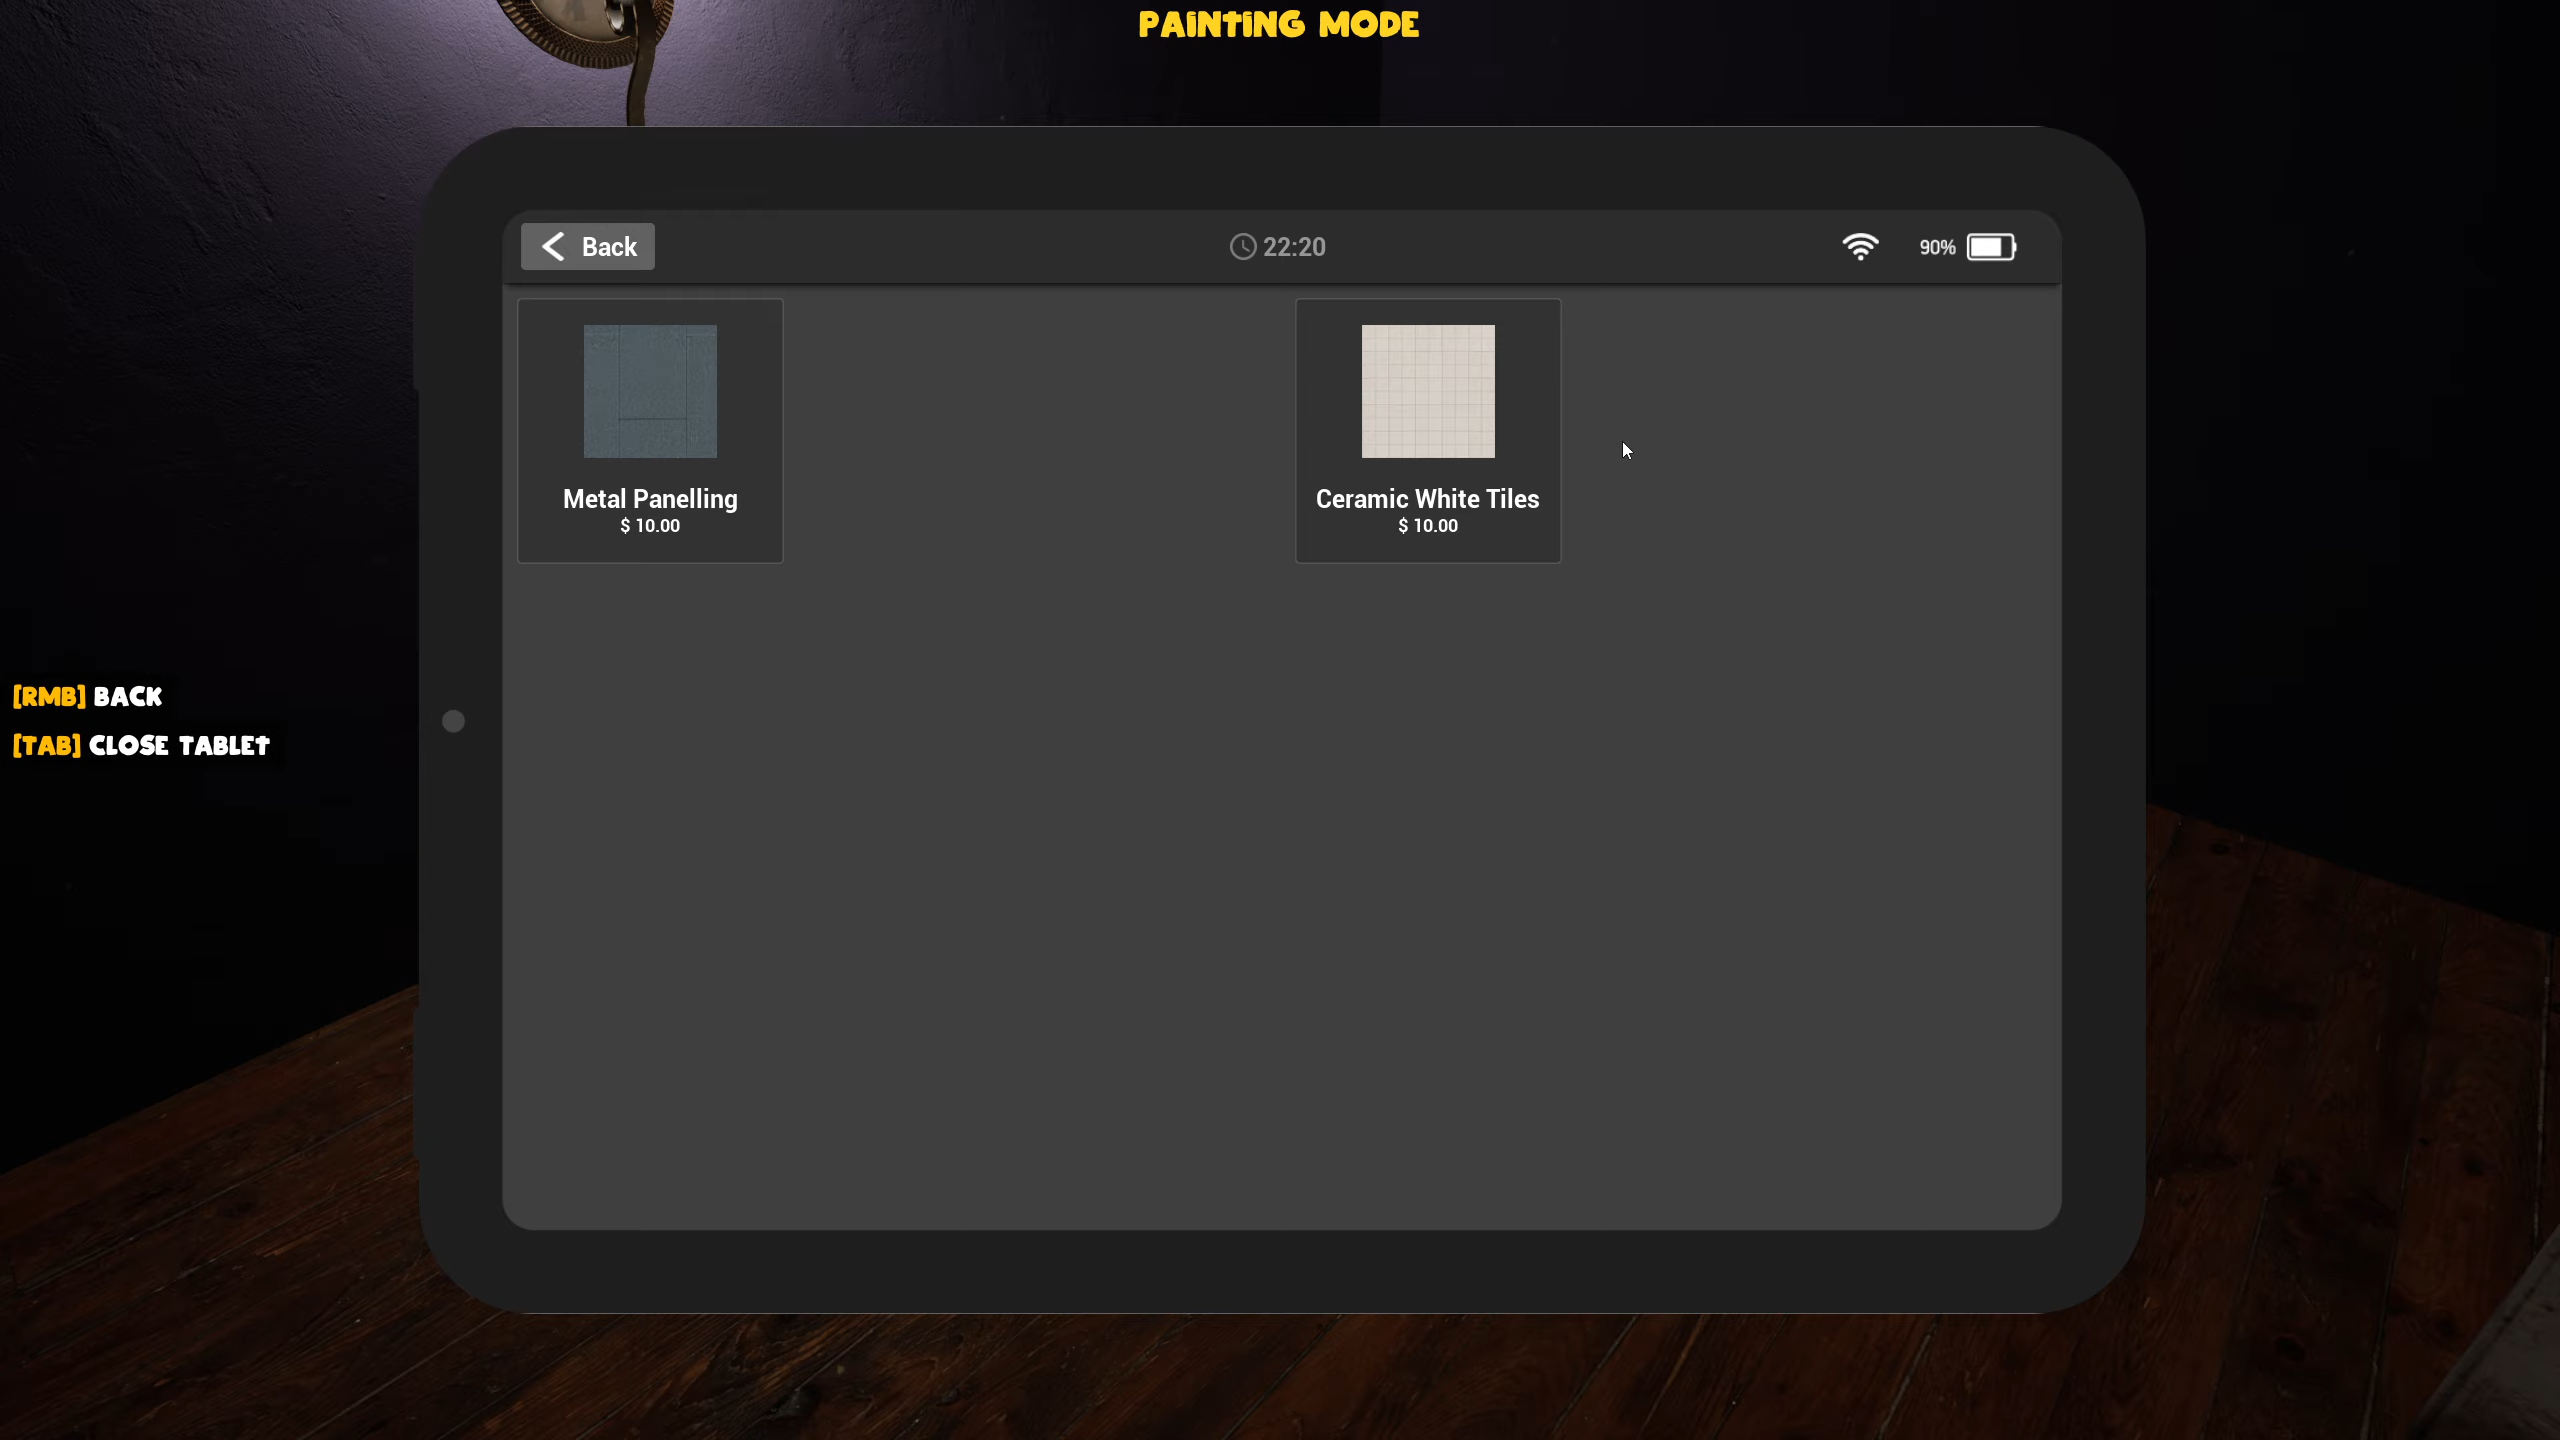 PAINTING MODE
Back
22:20
90%
Metal Panelling
$ 10.00
Ceramic White Tiles
$ 10.00
[RMB] BACK
[TAB] CLOSE TABLET